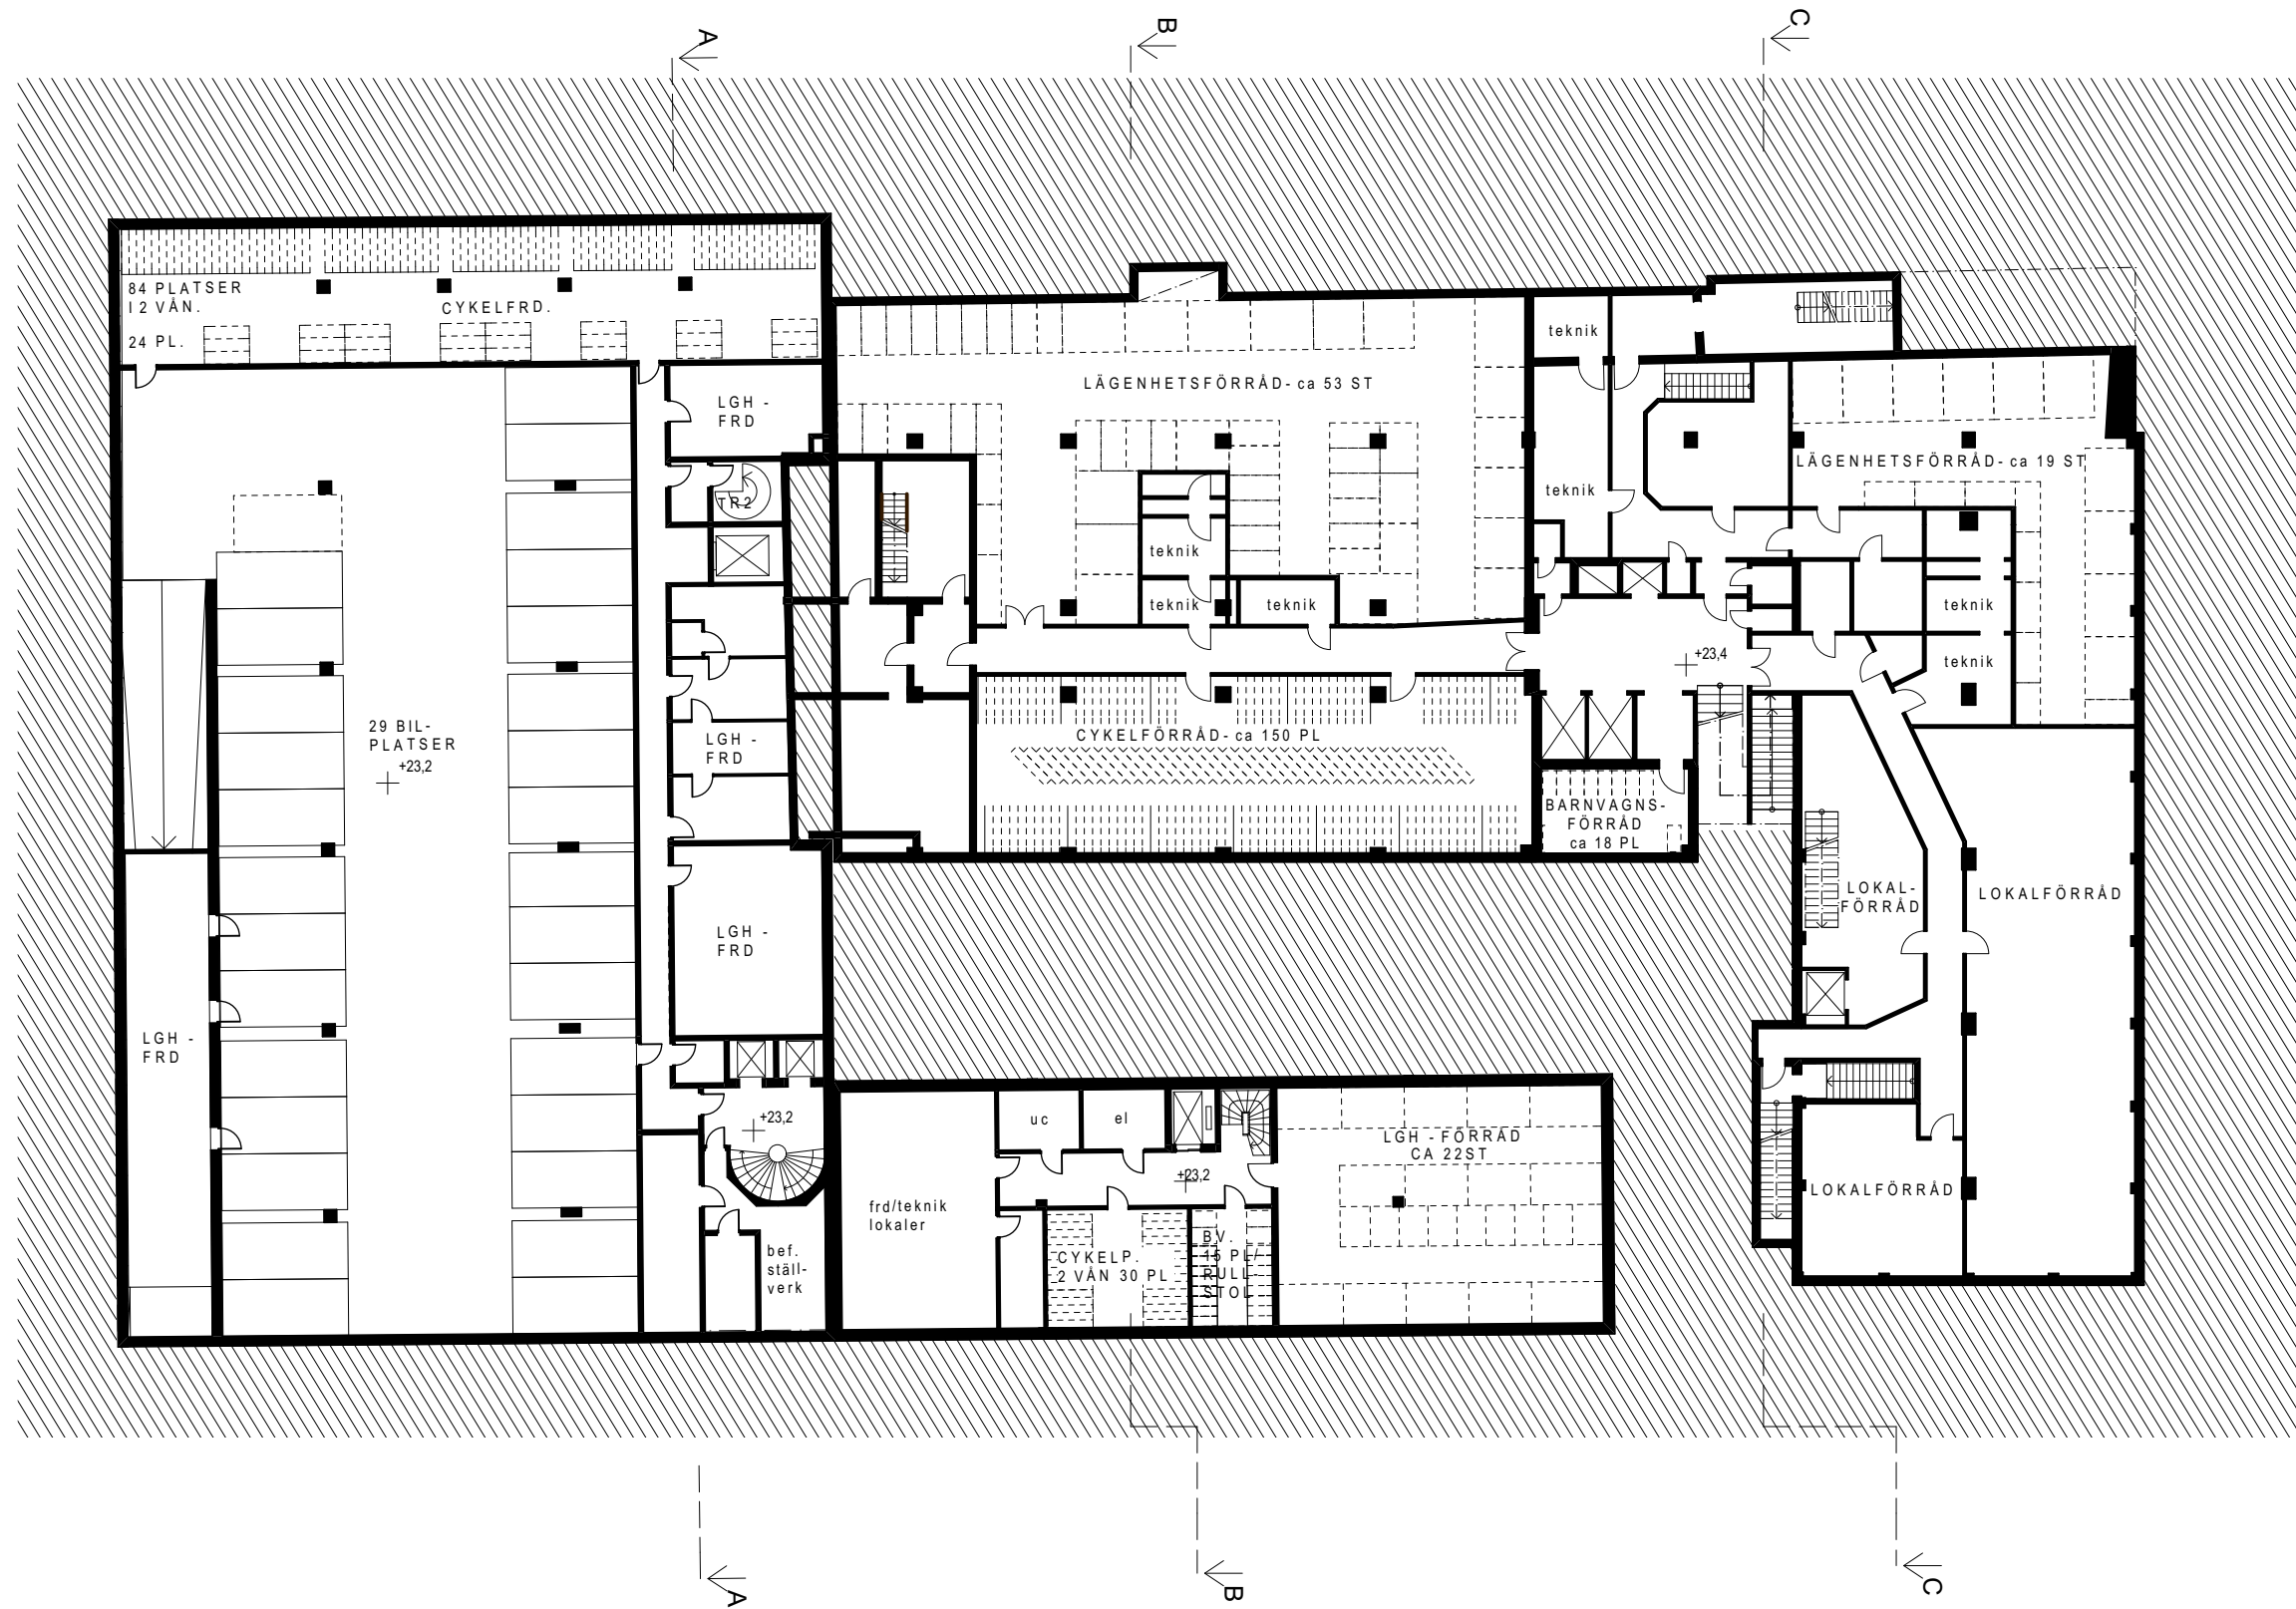 A
B
C
84 PLATSER
I 2 VÅN.
CYKELFRD.
24 PL.
LGH -
FRD
TR2
LÄGENHETSFÖRRÅD- ca 53 ST
teknik
teknik
LÄGENHETSFÖRRÅD- ca 19 ST
teknik
teknik
teknik
teknik
teknik
+23,4
29 BIL-
PLATSER
+23,2
LGH -
FRD
CYKELFÖRRÅD- ca 150 PL
BARNVAGNS-
FÖRRÅD
ca 18 PL
LOKAL-
FÖRRÅD
LOKALFÖRRÅD
LGH -
FRD
LGH -
FRD
+23,2
uc
el
LGH - FÖRRÅD
CA 22ST
+23,2
frd/teknik
lokaler
LOKALFÖRRÅD
bef.
ställ-
verk
CYKELP.
2 VÅN 30 PL
BV.
15 PL/
RULL
STOL
A
B
C